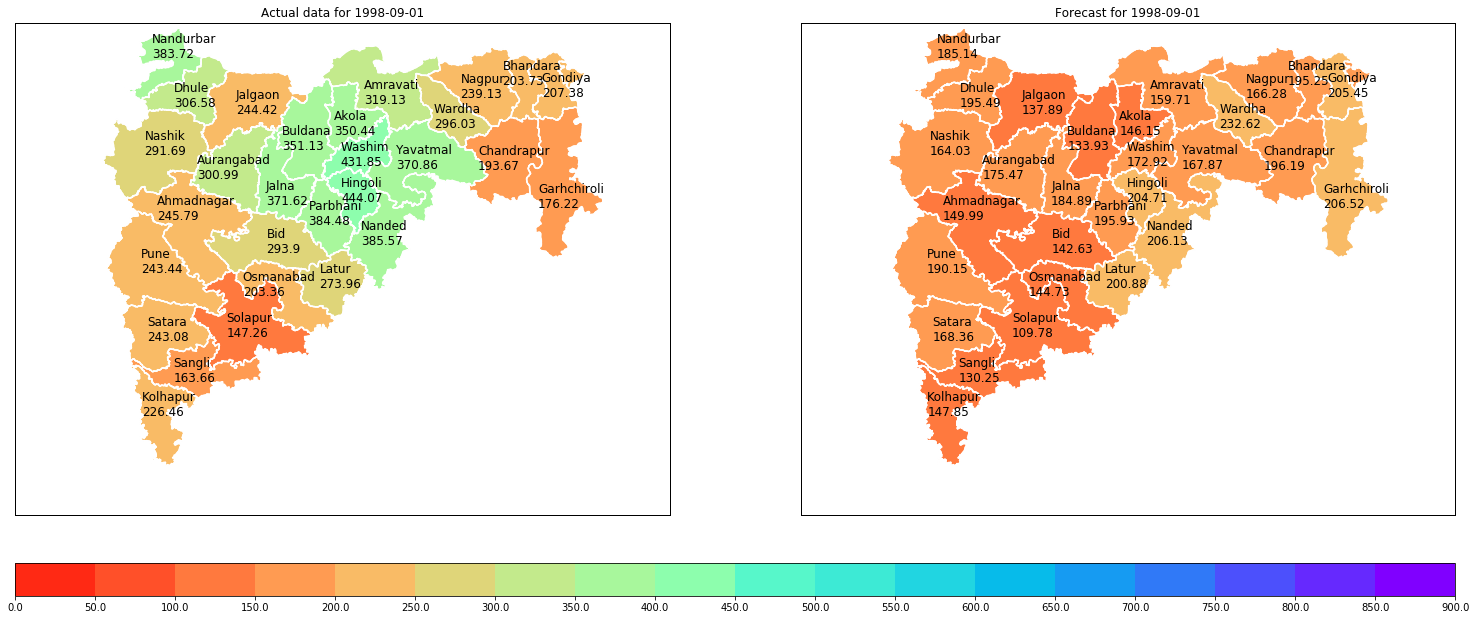 Actual data for 1998-09-01
Nandurbar
383.72
Dhule
306.58
Jalgaon
244.42
Amravati
319.13
Nagpur
239.13
Bhandara
203.73
Gondiya
207.38
Wardha
296.03
Akola
350.44
Buldana
351.13
Nashik
291.69
Washim
431.85
Yavatmal
370.86
Chandrapur
193.67
Aurangabad
300.99
Jalna
371.62
Hingoli
444.07
Garhchiroli
176.22
Ahmadnagar
245.79
Parbhani
384.48
Nanded
385.57
Bid
293.9
Pune
243.44
Latur
273.96
Osmanabad
203.36
Solapur
147.26
Satara
243.08
Sangli
163.66
Kolhapur
226.46
Forecast for 1998-09-01
Nandurbar
185.14
Dhule
195.49
Jalgaon
137.89
Amravati
159.71
Nagpur
166.28
Bhandara
195.25
Gondiya
205.45
Wardha
232.62
Akola
146.15
Buldana
133.93
Nashik
164.03
Washim
172.92
Yavatmal
167.87
Chandrapur
196.19
Aurangabad
175.47
Jalna
184.89
Hingoli
204.71
Garhchiroli
206.52
Ahmadnagar
149.99
Parbhani
195.93
Nanded
206.13
Bid
142.63
Pune
190.15
Latur
200.88
Osmanabad
144.73
Solapur
109.78
Satara
168.36
Sangli
130.25
Kolhapur
147.85
0.0 50.0 100.0 150.0 200.0 250.0 300.0 350.0 400.0 450.0 500.0 550.0 600.0 650.0 700.0 750.0 800.0 850.0 900.0